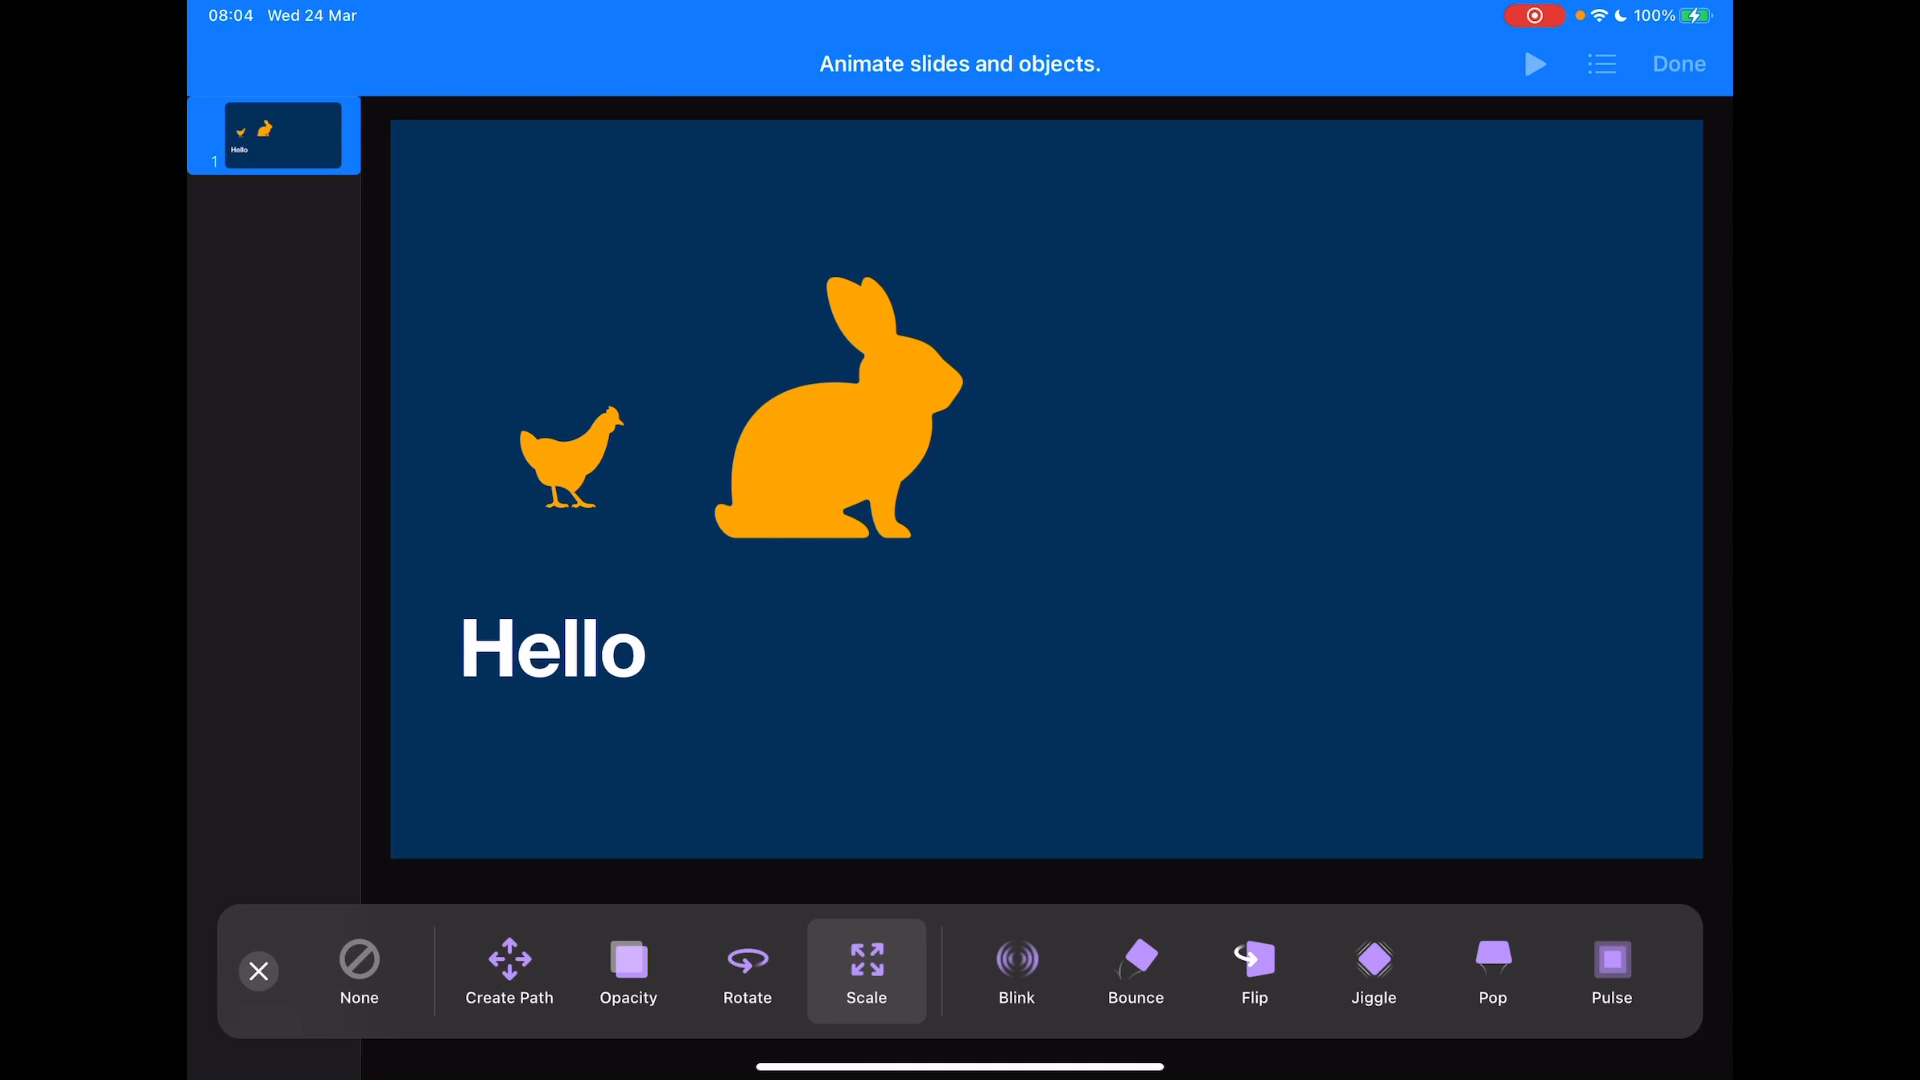 08:04 Wed 24 Mar
100%
Animate slides and objects.
Done
Hello
1
Hello
None
Create Path
Opacity
Rotate
Scale
Blink
Bounce
Flip
Jiggle
Pop
Pulse